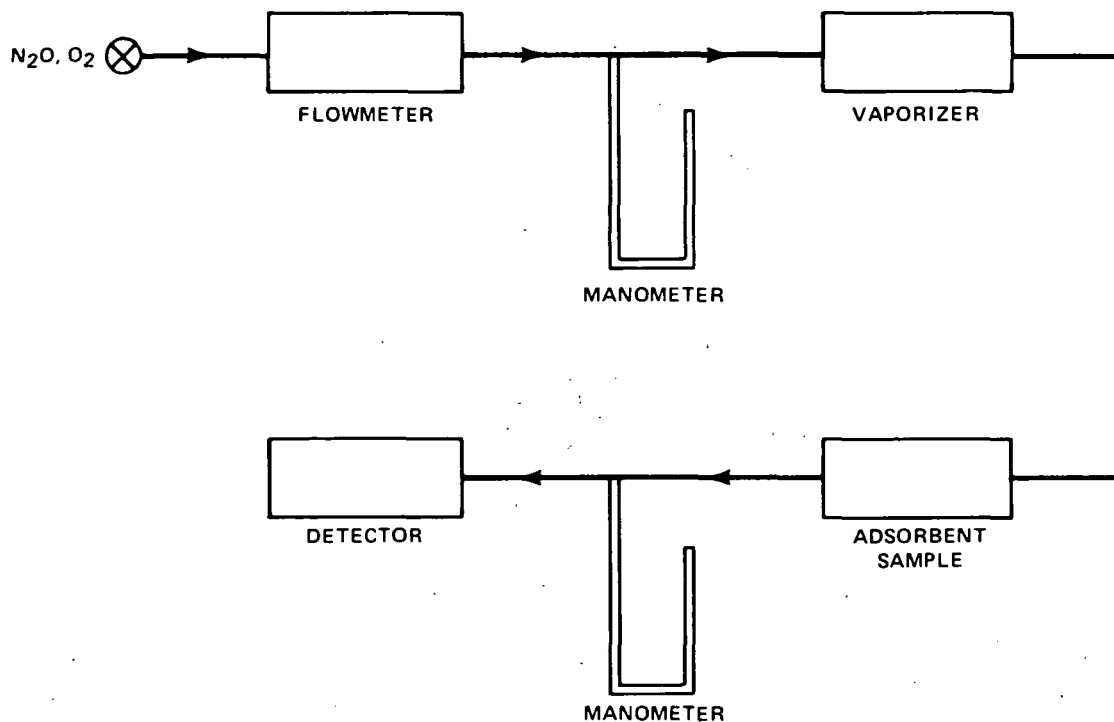 N2O, O2
FLOWMETER
VAPORIZER
MANOMETER
DETECTOR
ADSORBENT
SAMPLE
MANOMETER